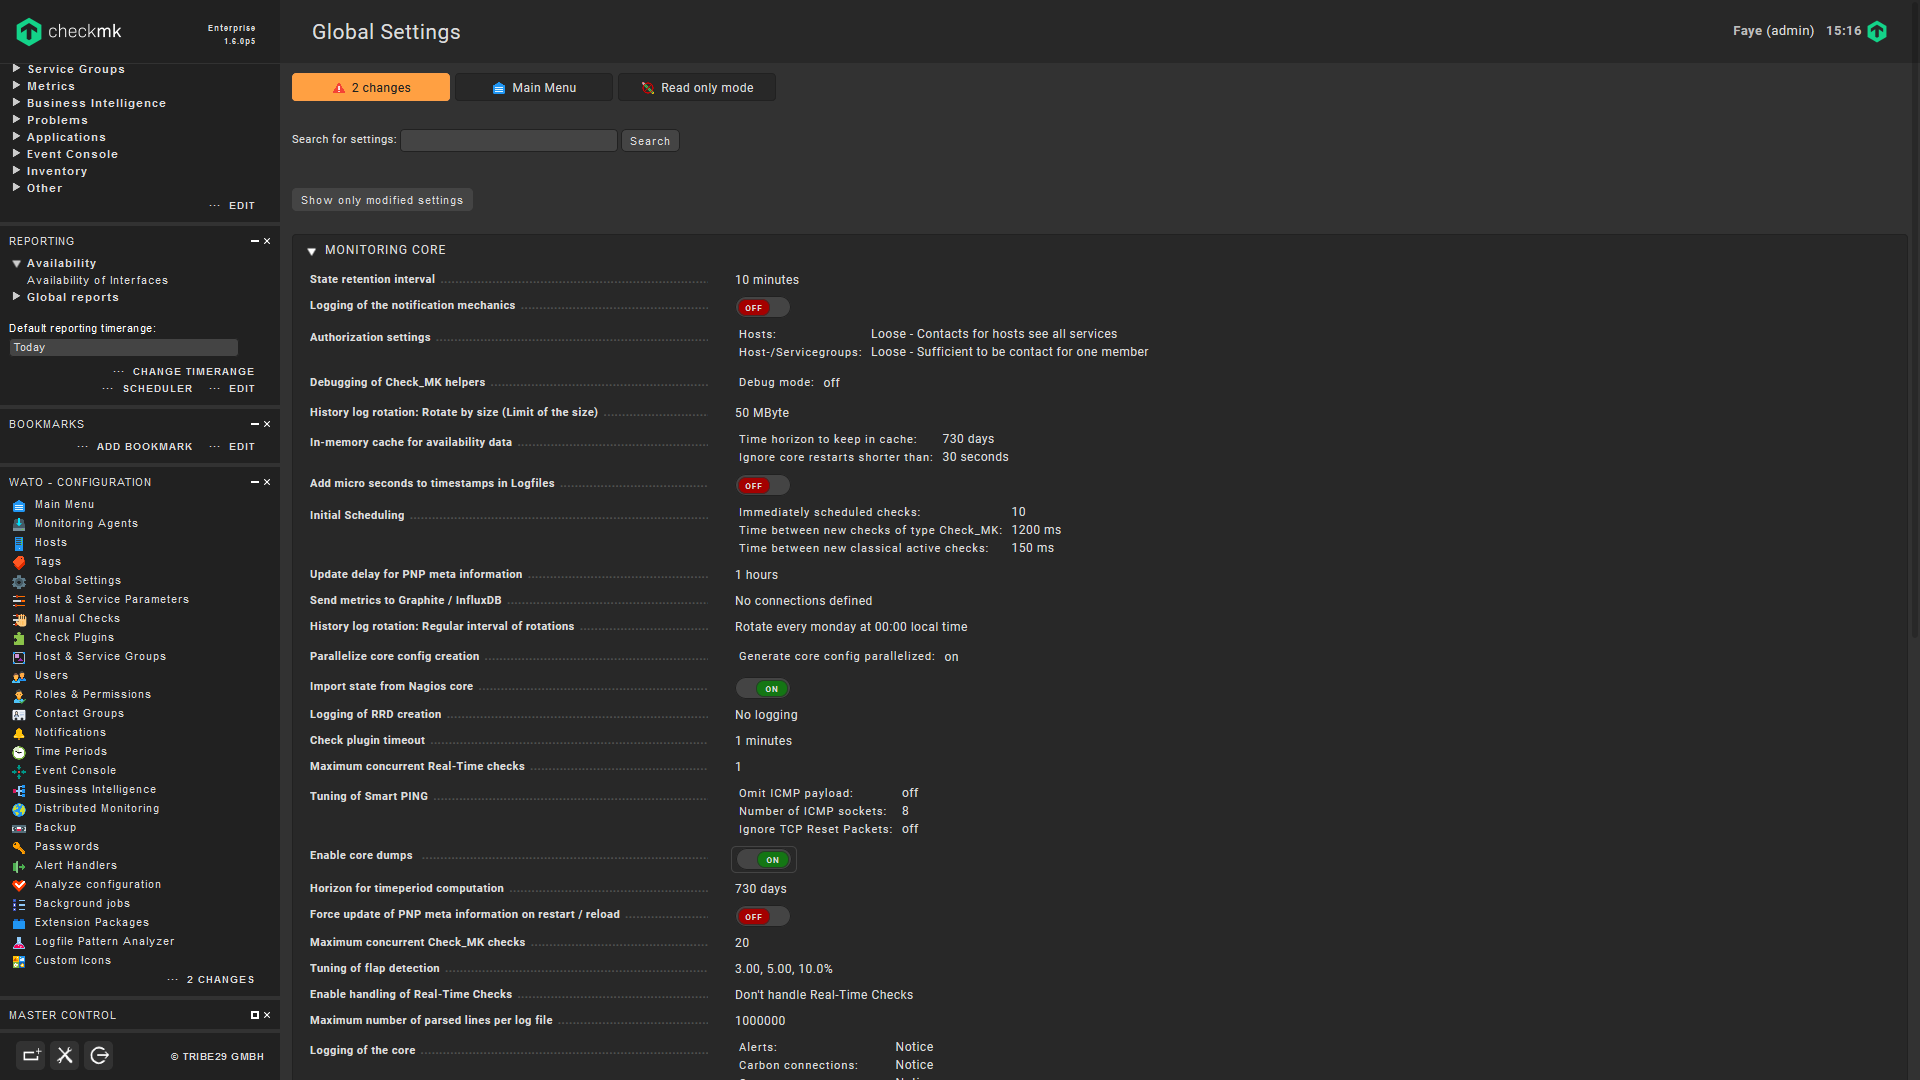 checkmk
Enterprise
1.6.0p5
Global Settings
Faye (admin) 15:16
Service Groups
Metrics
Business Intelligence
Problems
Applications
Event Console
Inventory
Other
EDIT
REPORTING
Availability
Availability of Interfaces
Global reports
Default reporting timerange:
Today
CHANGE TIMERANGE
SCHEDULER EDIT
BOOKMARKS
ADD BOOKMARK EDIT
WATO - CONFIGURATION
Main Menu
Monitoring Agents
Hosts
Tags
Global Settings
Host & Service Parameters
Manual Checks
Check Plugins
Host & Service Groups
Users
Roles & Permissions
Contact Groups
Notifications
Time Periods
Event Console
Business Intelligence
Distributed Monitoring
Backup
Passwords
Alert Handlers
Analyze configuration
Background jobs
Extension Packages
Logfile Pattern Analyzer
Custom Icons
2 CHANGES
MASTER CONTROL
© TRIBE29 GMBH
2 changes Main Menu Read only mode
Search for settings: Search
Show only modified settings
MONITORING CORE
State retention interval 10 minutes
Logging of the notification mechanics OFF
Authorization settings Hosts: Loose - Contacts for hosts see all services
Host-/Servicegroups: Loose - Sufficient to be contact for one member
Debugging of Check_MK helpers Debug mode: off
History log rotation: Rotate by size (Limit of the size) 50 MByte
In-memory cache for availability data Time horizon to keep in cache: 730 days
Ignore core restarts shorter than: 30 seconds
Add micro seconds to timestamps in Logfiles OFF
Initial Scheduling Immediately scheduled checks: 10
Time between new checks of type Check_MK: 1200 ms
Time between new classical active checks: 150 ms
Update delay for PNP meta information 1 hours
Send metrics to Graphite / InfluxDB No connections defined
History log rotation: Regular interval of rotations Rotate every monday at 00:00 local time
Parallelize core config creation Generate core config parallelized: on
Import state from Nagios core ON
Logging of RRD creation No logging
Check plugin timeout 1 minutes
Maximum concurrent Real-Time checks 1
Tuning of Smart PING Omit ICMP payload: off
Number of ICMP sockets: 8
Ignore TCP Reset Packets: off
Enable core dumps ON
Horizon for timeperiod computation 730 days
Force update of PNP meta information on restart / reload OFF
Maximum concurrent Check_MK checks 20
Tuning of flap detection 3.00, 5.00, 10.0%
Enable handling of Real-Time Checks Don't handle Real-Time Checks
Maximum number of parsed lines per log file 1000000
Logging of the core Alerts: Notice
Carbon connections: Notice